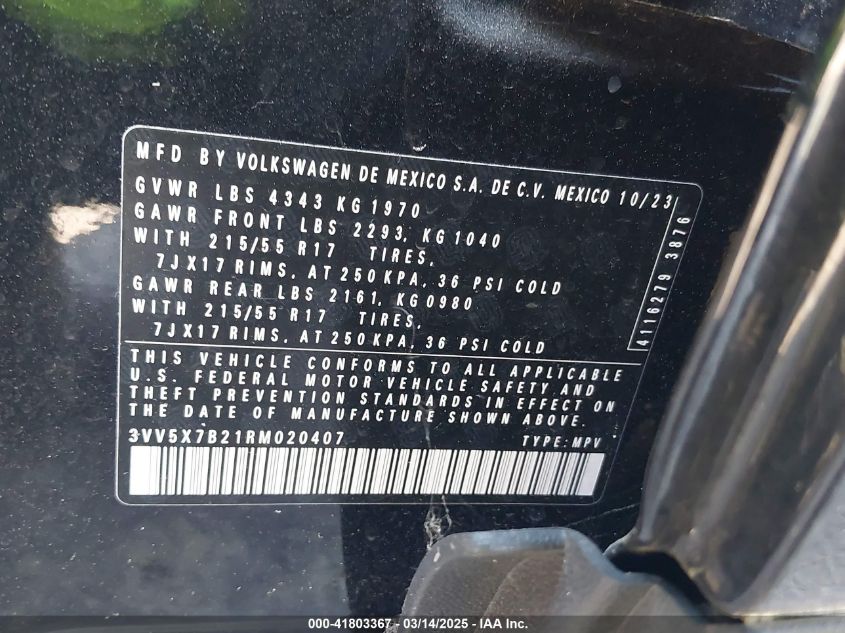 MFD BY VOLKSWAGEN DE MEXICO S.A. DE C.V. MEXICO 10/23
GVWR LBS 4343 KG 1970
GAWR FRONT LBS 2293, KG 1040
WITH 215/55 R17 TIRES,
7JX17 RIMS, AT 250 KPA, 36 PSI COLD
GAWR REAR LBS 2161, KG 0980
WITH 215/55 R17 TIRES,
7JX17 RIMS, AT 250 KPA, 36 PSI COLD
4116279 3876
THIS VEHICLE CONFORMS TO ALL APPLICABLE
U.S. FEDERAL MOTOR VEHICLE SAFETY AND
THEFT PREVENTION STANDARDS IN EFFECT ON
THE DATE OF MANUFACTURE SHOWN ABOVE.
3VV5X7B21RM020407 TYPE: MPV
000-41803367 - 03/14/2025 - IAA Inc.